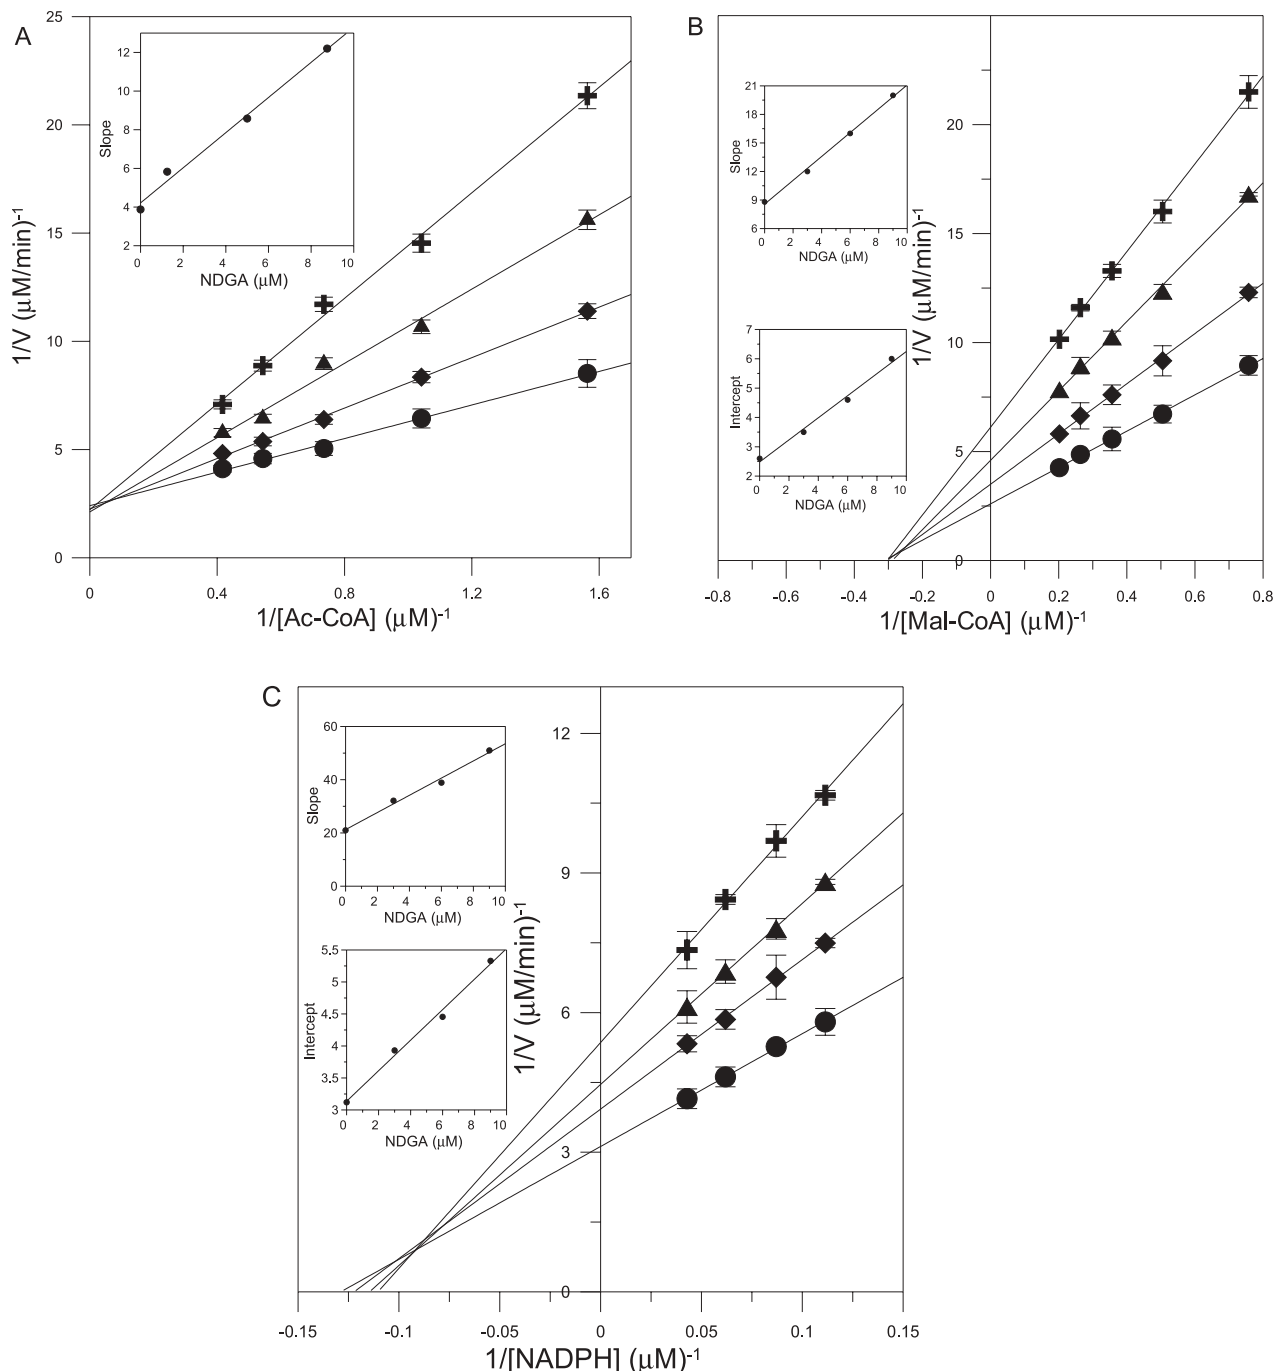 A
25
20
15
10
5
0
1/V (μM/min)-1
0 0.4 0.8 1.2 1.6
1/[Ac-CoA] (μM)-1
12
10
8
6
4
2
Slope
0 2 4 6 8 10
NDGA (μM)
B
20
15
10
5
0
1/V (μM/min)-1
-0.8 -0.6 -0.4 -0.2 0 0.2 0.4 0.6 0.8
1/[Mal-CoA] (μM)-1
21
18
15
12
9
6
Slope
0 2 4 6 8 10
NDGA (μM)
7
6
5
4
3
2
Intercept
0 2 4 6 8 10
NDGA (μM)
C
12
9
6
3
0
1/V (μM/min)-1
-0.15 -0.1 -0.05 0 0.05 0.1 0.15
1/[NADPH] (μM)-1
60
40
20
0
Slope
0 2 4 6 8 10
NDGA (μM)
5.5
5
4.5
4
3.5
3
Intercept
0 2 4 6 8 10
NDGA (μM)